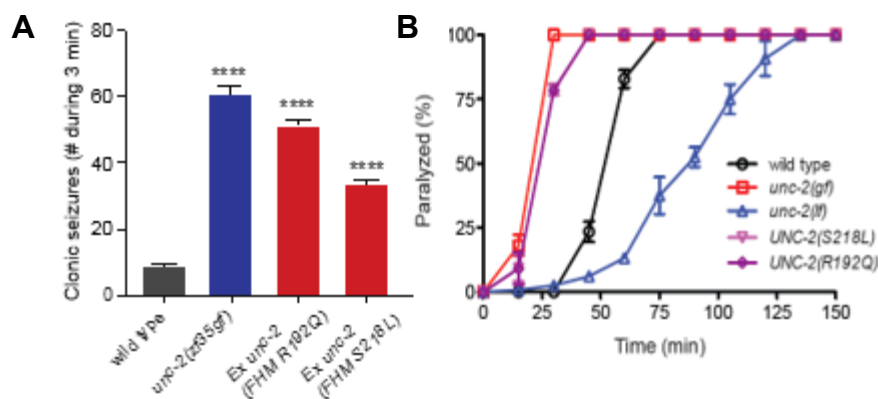 A
Clonic seizures (# during 3 min)
80
60
40
20
0
****
****
****
wild type
unc-2(zf35gf)
Ex unc-2
(FHM R192Q)
Ex unc-2
(FHM S218L)
B
Paralyzed (%)
100
75
50
25
0
0
25
50
75
100
125
150
Time (min)
wild type
unc-2(gf)
unc-2(lf)
UNC-2(S218L)
UNC-2(R192Q)